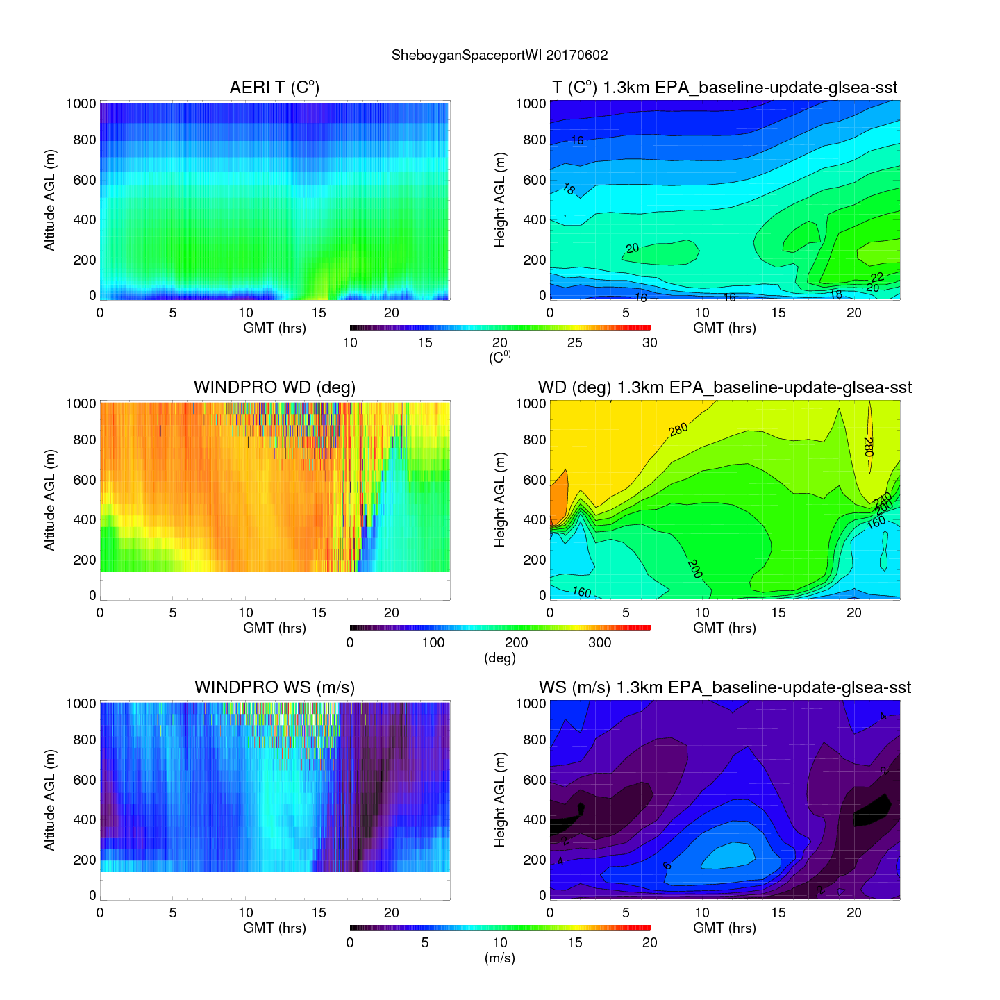 SheboyganSpaceportWI 20170602
AERI T (C°)
T (C°) 1.3km EPA_baseline-update-glsea-sst
1000
800
600
400
200
0
Altitude AGL (m)
0 5 10 15 20
GMT (hrs)
1000
800
600
400
200
0
Height AGL (m)
16
18
20
22
20
18
16
16
0 5 10 15 20
GMT (hrs)
10 15 20 25 30
(C⁰⁾
WINDPRO WD (deg)
WD (deg) 1.3km EPA_baseline-update-glsea-sst
1000
800
600
400
200
0
Altitude AGL (m)
0 5 10 15 20
GMT (hrs)
1000
800
600
400
200
0
Height AGL (m)
280
280
240
200
160
200
160
0 5 10 15 20
GMT (hrs)
0 100 200 300
(deg)
WINDPRO WS (m/s)
WS (m/s) 1.3km EPA_baseline-update-glsea-sst
1000
800
600
400
200
0
Altitude AGL (m)
0 5 10 15 20
GMT (hrs)
1000
800
600
400
200
0
Height AGL (m)
4
2
2
4
6
2
0 5 10 15 20
GMT (hrs)
0 5 10 15 20
(m/s)